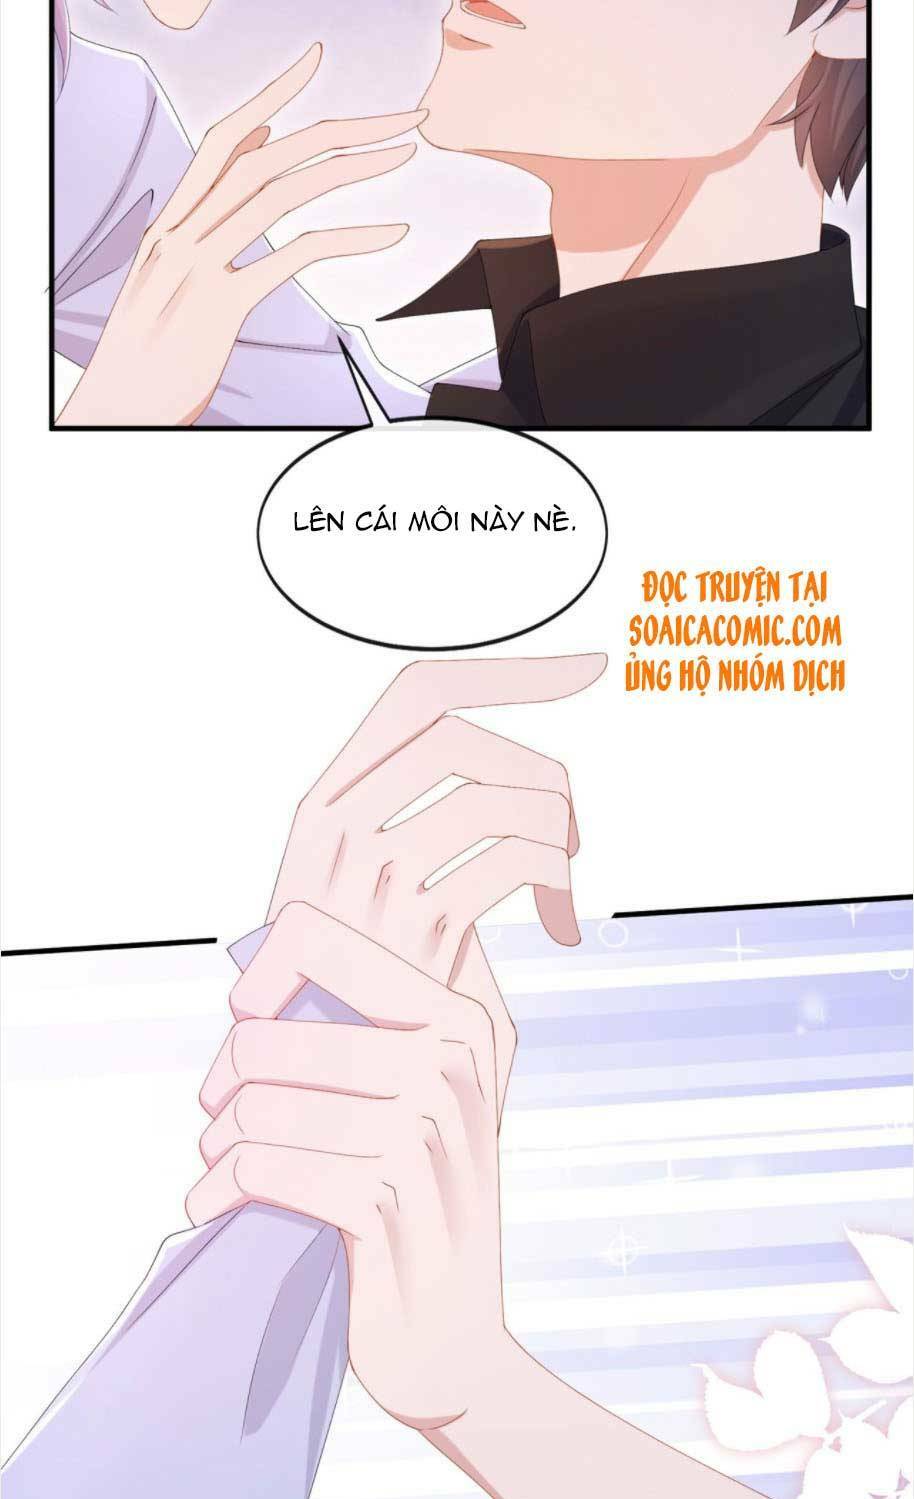 LÊN CÁI MÔI NÀY NÈ.
ĐỌC TRUYỆN TẠI
SOAICACOMIC.COM
ỦNG HỘ NHÓM DỊCH